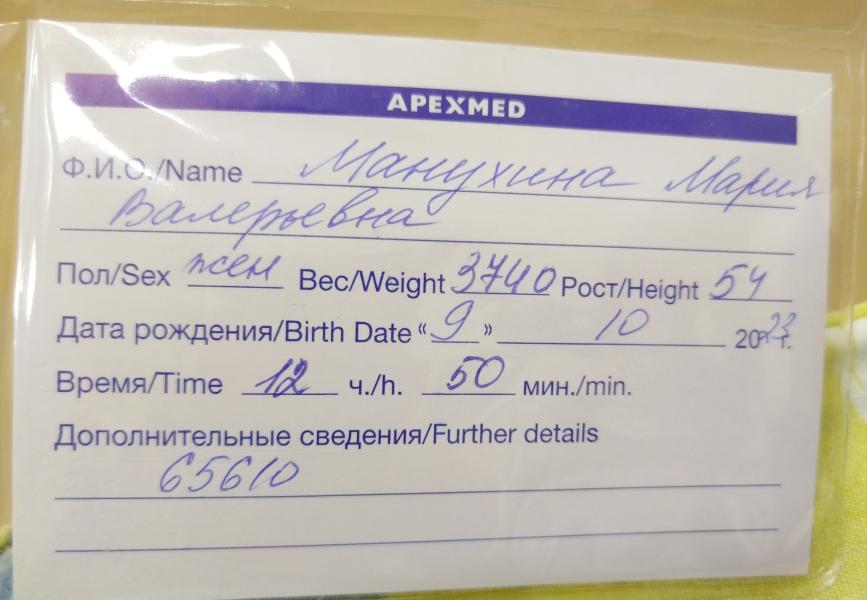 APEXMED
Ф.И.О./Name Манухина Мария
Валерьевна
Пол/Sex жен Вес/Weight 3740 Рост/Height 54
Дата рождения/Birth Date “9” 10 2023г.
Время/Time 12 ч./h. 50 мин./min.
Дополнительные сведения/Further details
65610